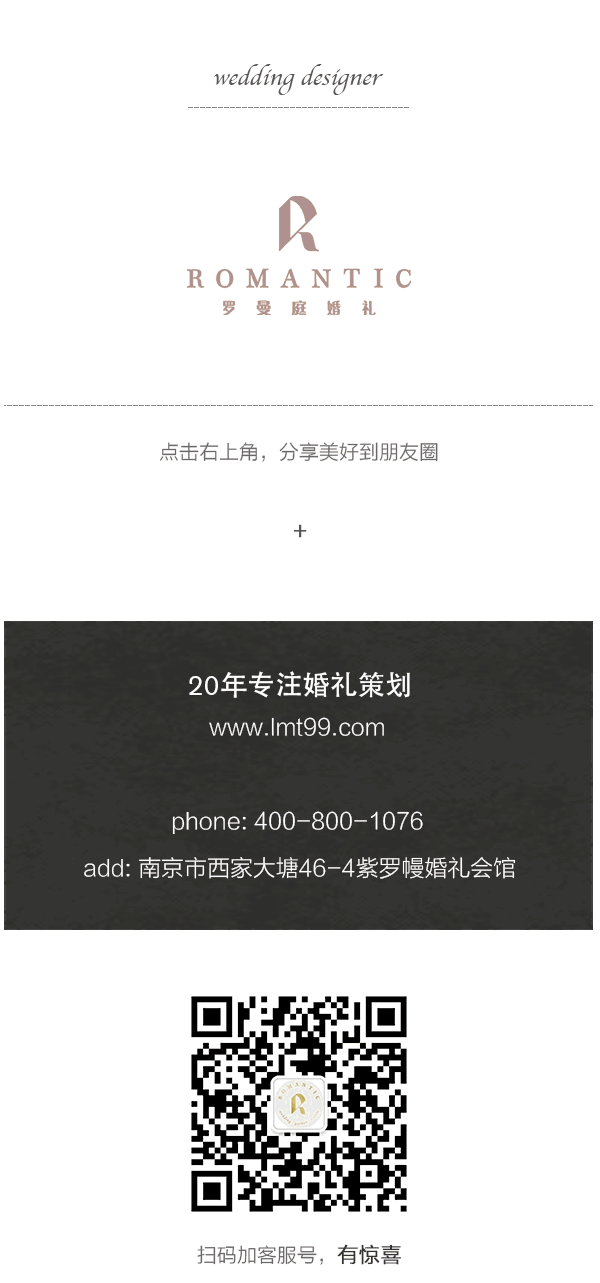 wedding designer
R
ROMANTIC
罗曼庭婚礼
点击右上角，分享美好到朋友圈
+
20年专注婚礼策划
www.lmt99.com
phone: 400-800-1076
add: 南京市西家大塘46-4紫罗幔婚礼会馆
ROMANTIC
R
扫码加客服号，有惊喜